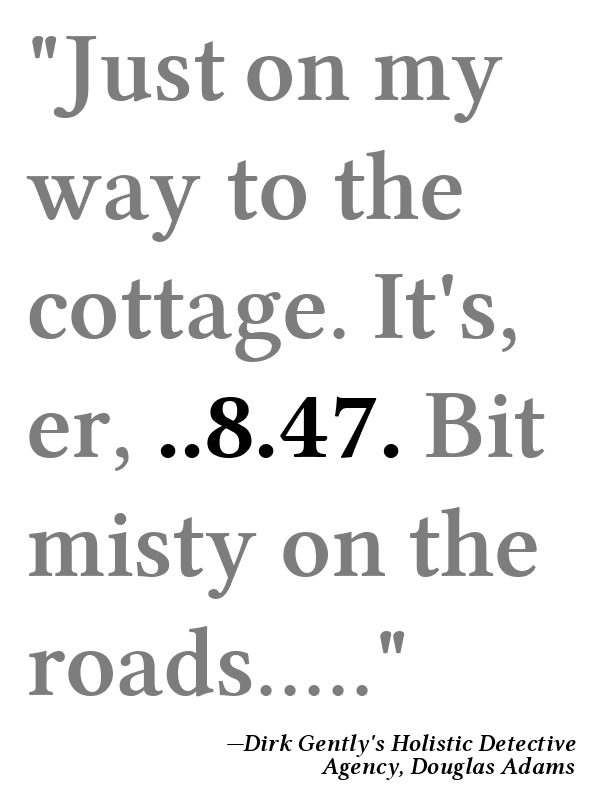 "Just on my
way to the
cottage. It's,
er, ..8.47. Bit
misty on the
roads....."
—Dirk Gently's Holistic Detective
Agency, Douglas Adams